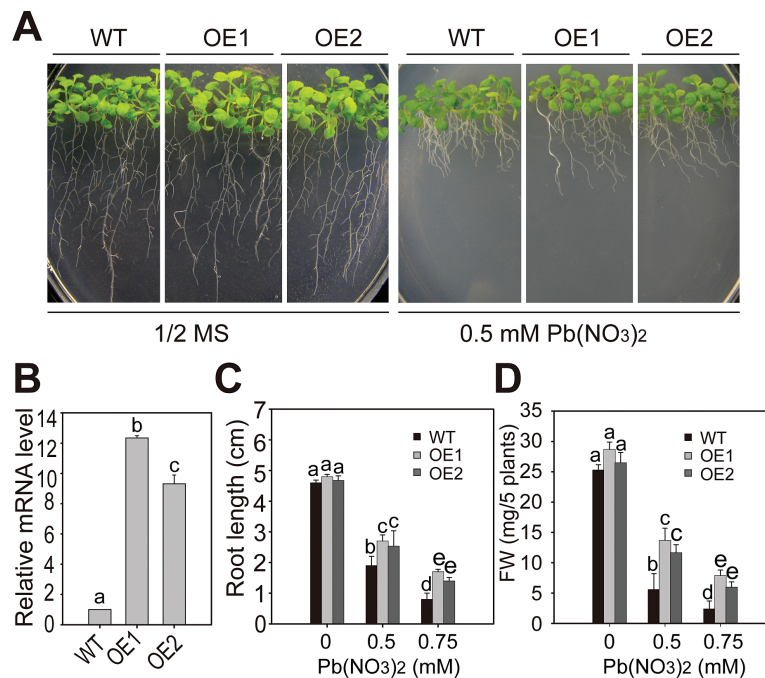 A
WT OE1 OE2 WT OE1 OE2
1/2 MS 0.5 mM Pb(NO3)2
B
Relative mRNA level
14
12
10
8
6
4
2
0
a
b
c
WT OE1 OE2
C
Root length (cm)
7
6
5
4
3
2
1
0
WT
OE1
OE2
a a a
b c c
d e e
0 0.5 0.75
Pb(NO3)2 (mM)
D
FW (mg/5 plants)
35
30
25
20
15
10
5
0
WT
OE1
OE2
a a a
b c c
d e e
0 0.5 0.75
Pb(NO3)2 (mM)